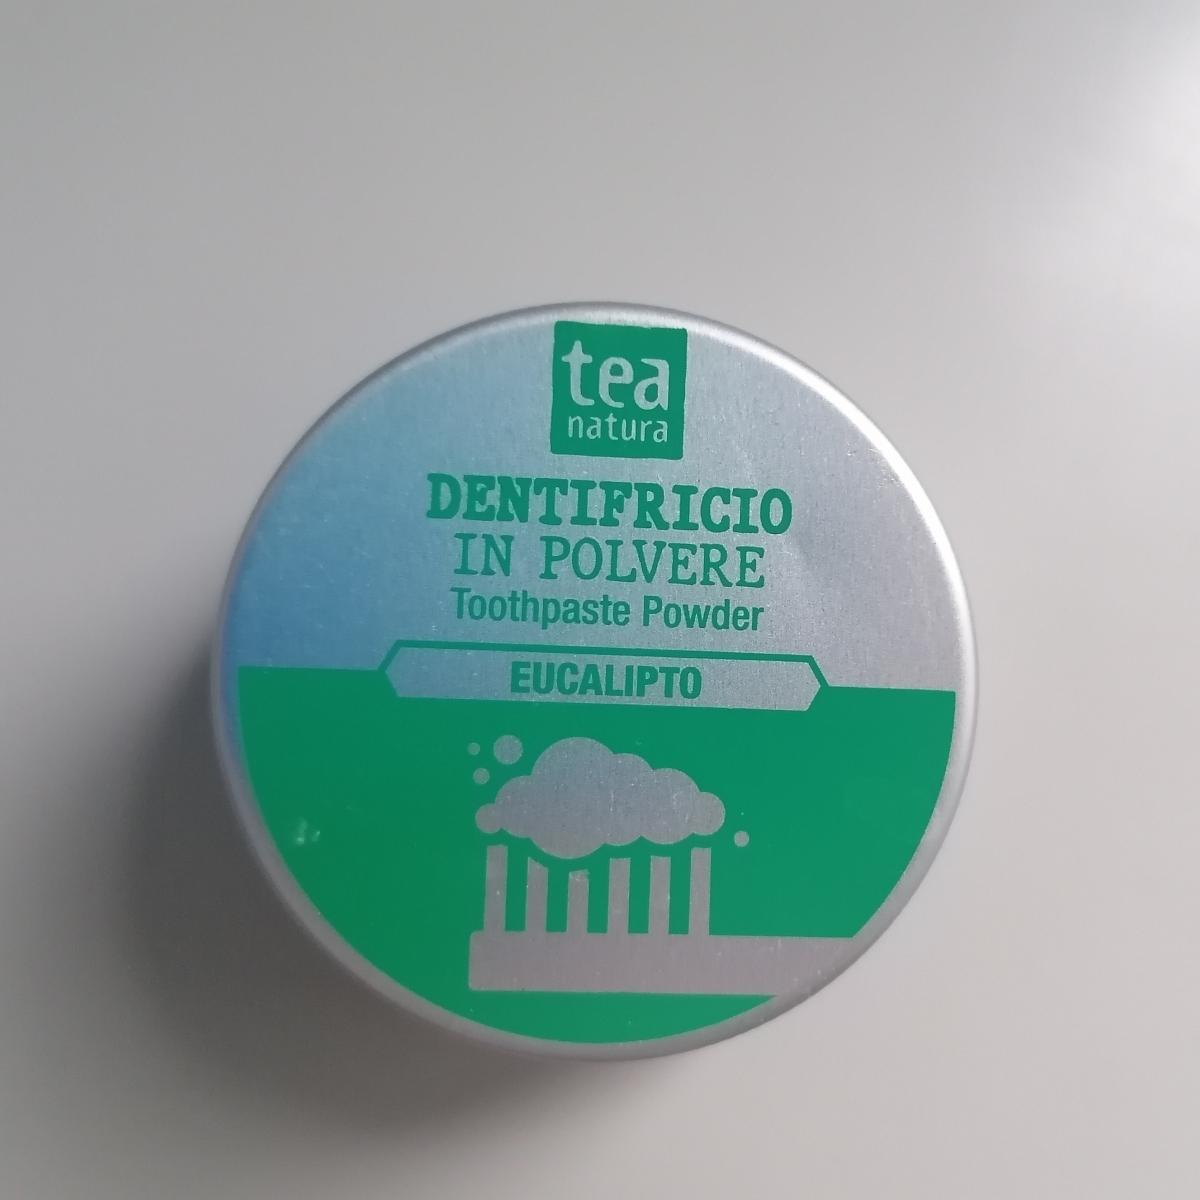 tea
natura
DENTIFRICIO
IN POLVERE
Toothpaste Powder
EUCALIPTO